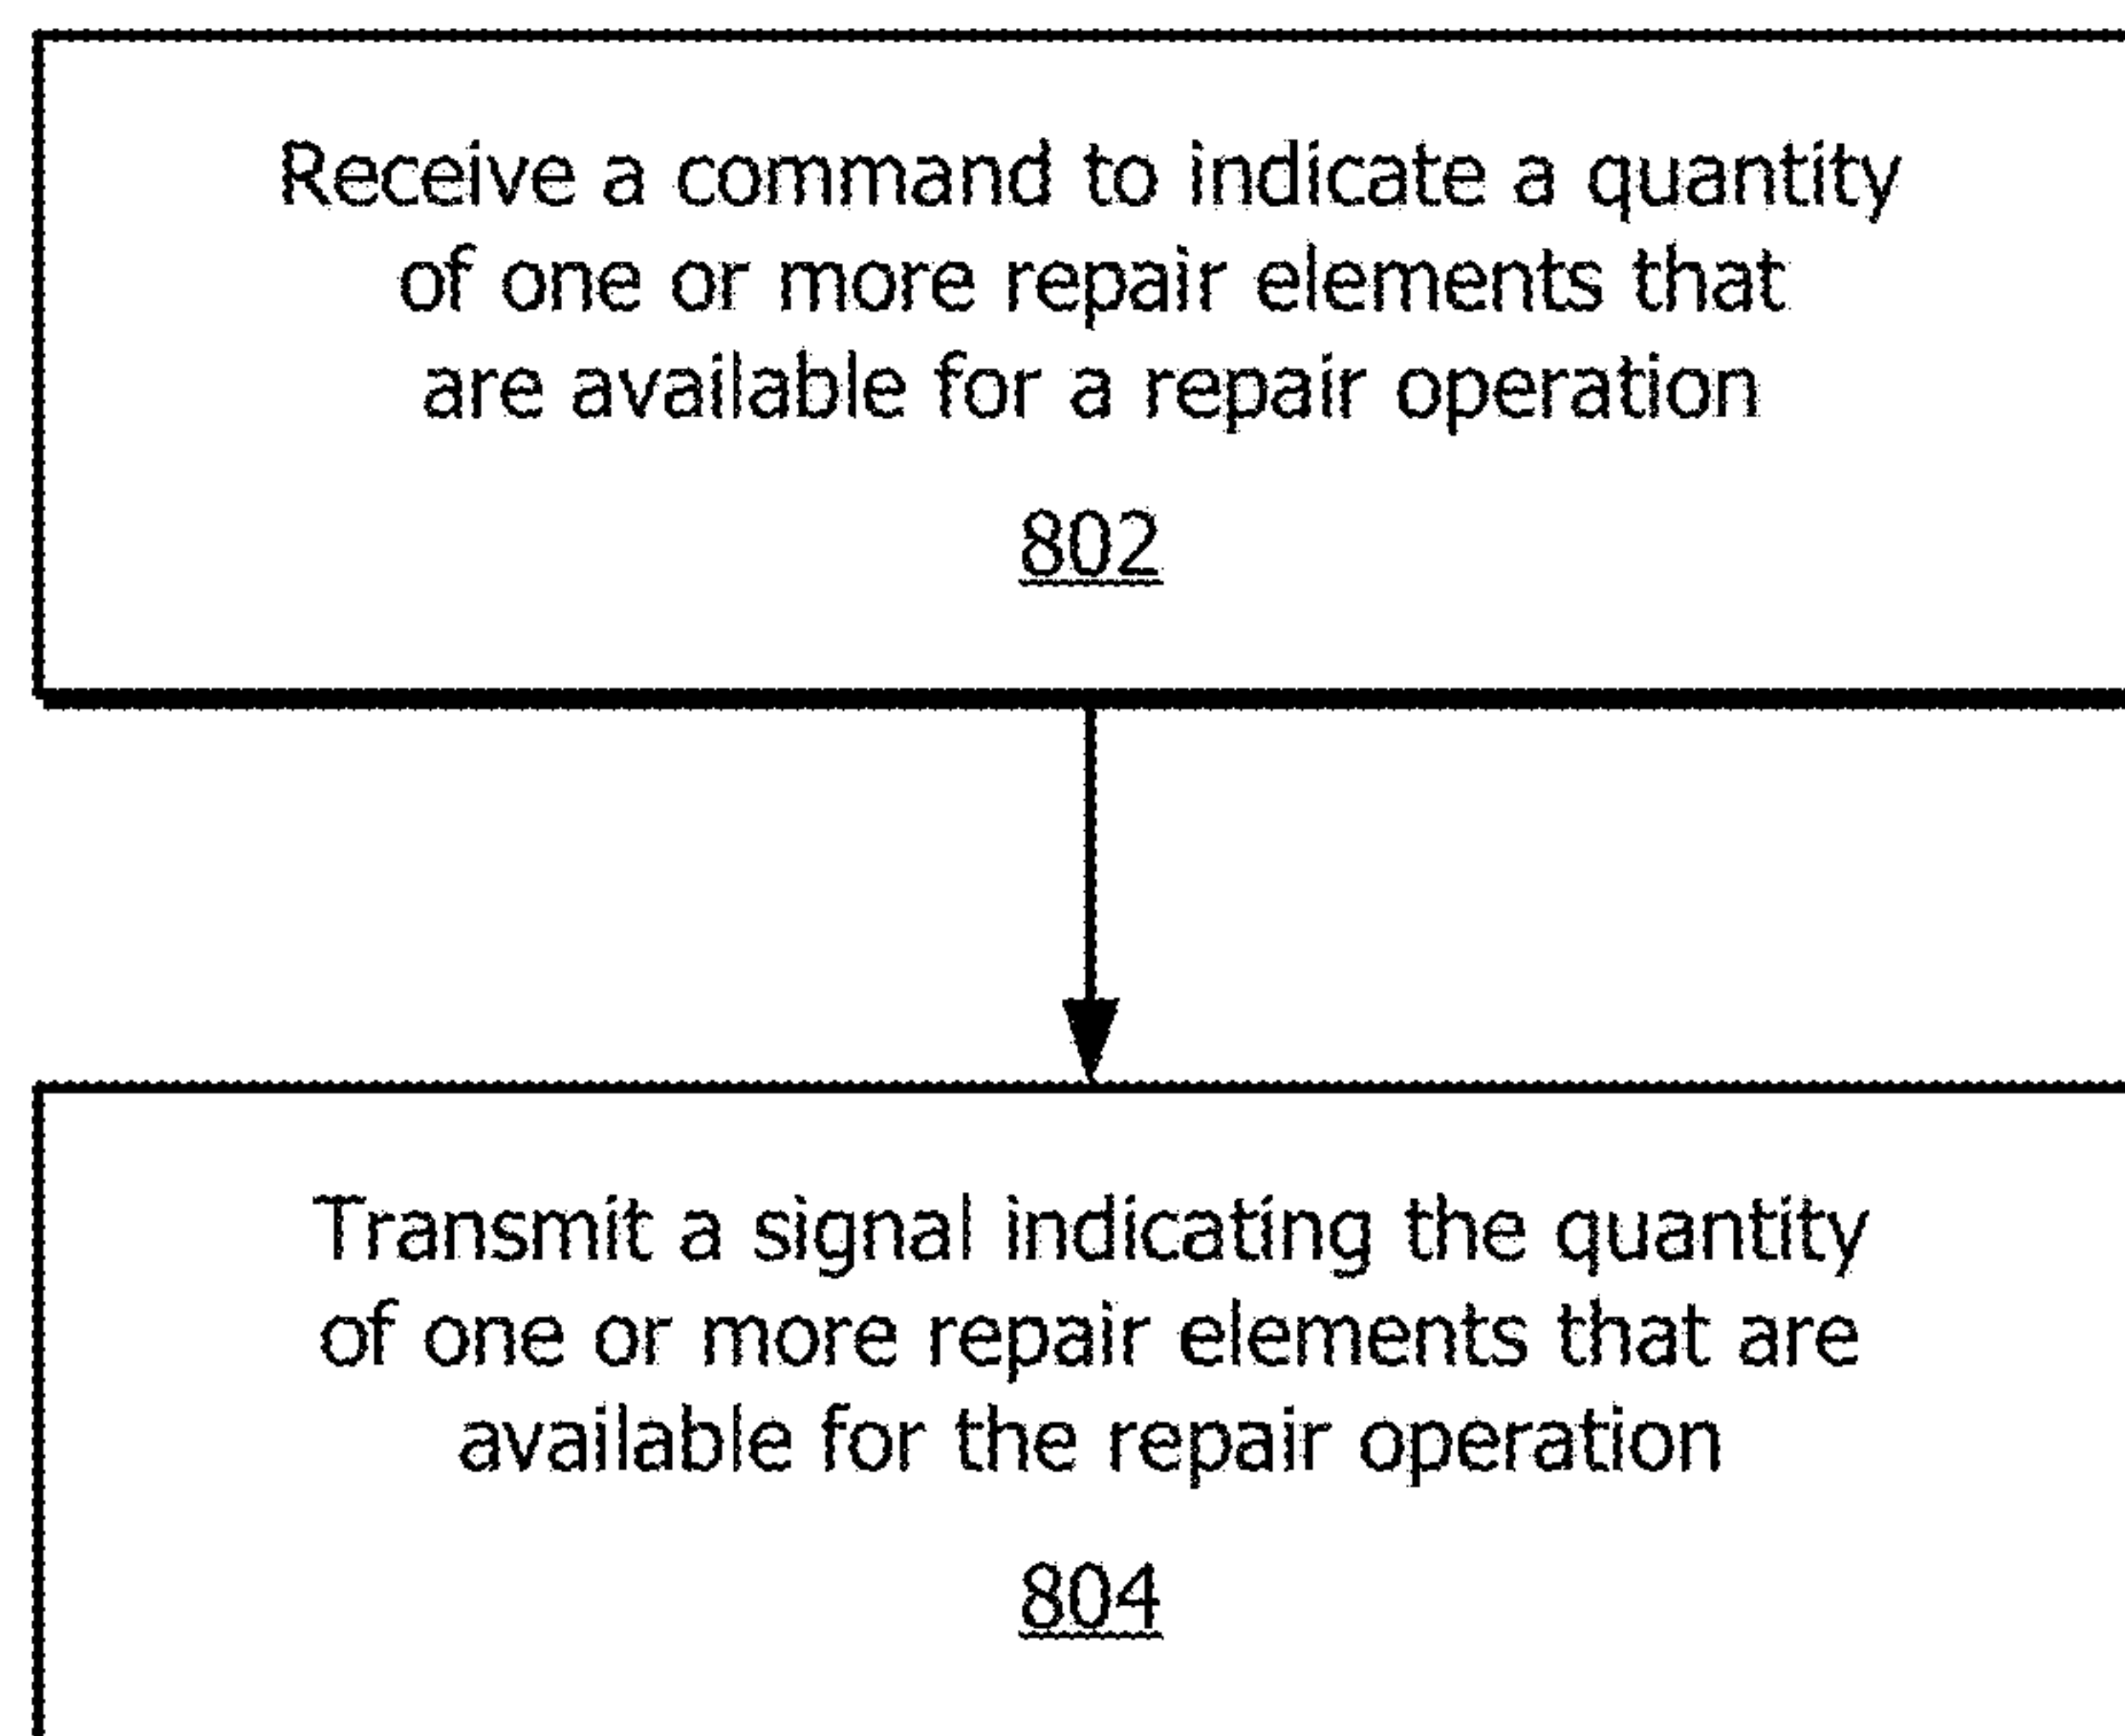 Receive a command to indicate a quantity
of one or more repair elements that
are available for a repair operation
802
Transmit a signal indicating the quantity
of one or more repair elements that are
available for the repair operation
804